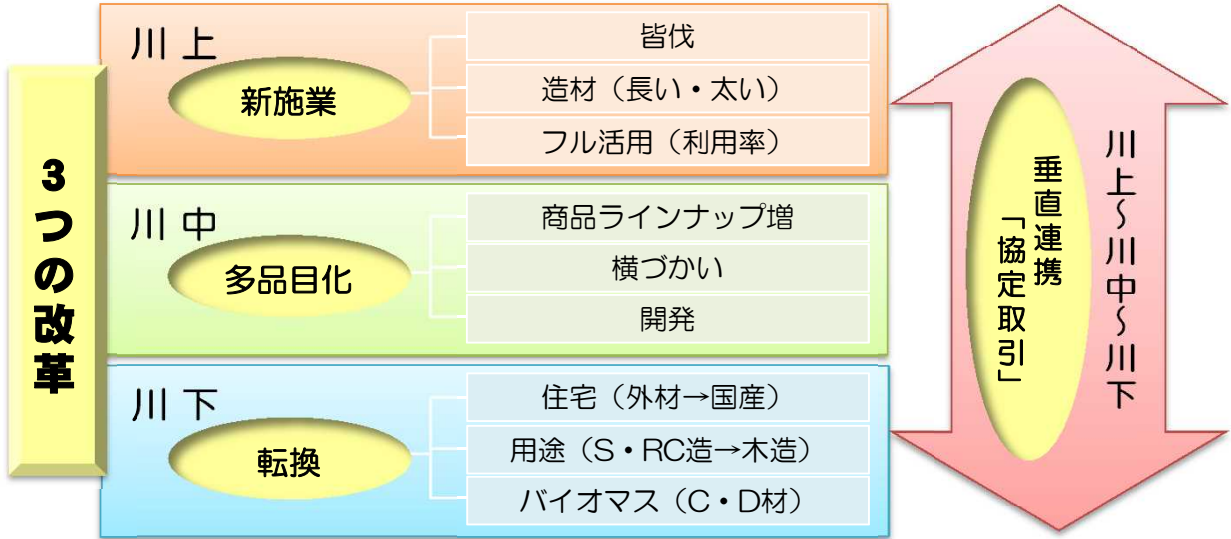 3つの改革
川上
新施業
皆伐
造材（長い・太い）
フル活用（利用率）
川中
多品目化
商品ラインナップ増
横づかい
開発
川下
転換
住宅（外材→国産）
用途（S・RC造→木造）
バイオマス（C・D材）
川上～川中～川下
垂直連携
「協定取引」